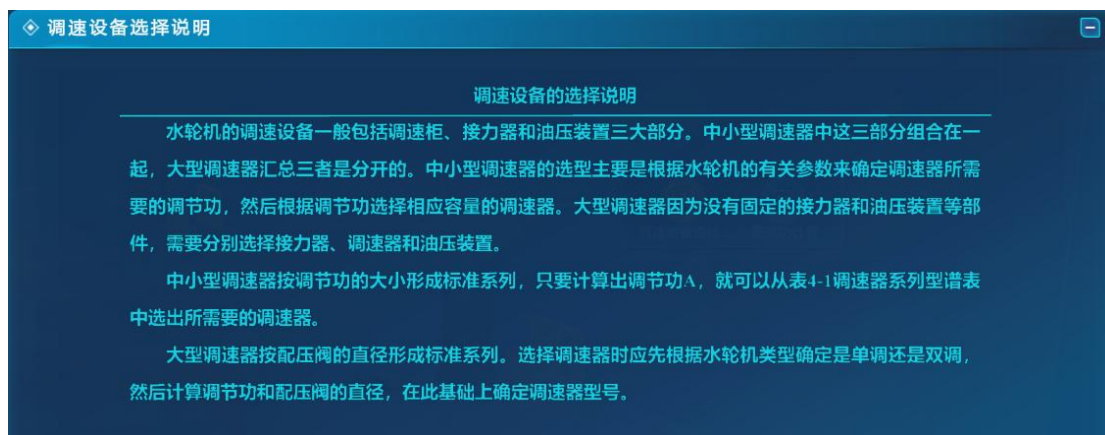 调速设备选择说明
调速设备的选择说明
水轮机的调速设备一般包括调速柜、接力器和油压装置三大部分。中小型调速器中这三部分组合在一
起，大型调速器汇总三者是分开的。中小型调速器的选型主要是根据水轮机的有关参数来确定调速器所需
要的调节功，然后根据调节功选择相应容量的调速器。大型调速器因为没有固定的接力器和油压装置等部
件，需要分别选择接力器、调速器和油压装置。
中小型调速器按调节功的大小形成标准系列，只要计算出调节功A，就可以从表4-1调速器系列型谱表
中选出所需要的调速器。
大型调速器按配压阀的直径形成标准系列。选择调速器时应先根据水轮机类型确定是单调还是双调，
然后计算调节功和配压阀的直径，在此基础上确定调速器型号。